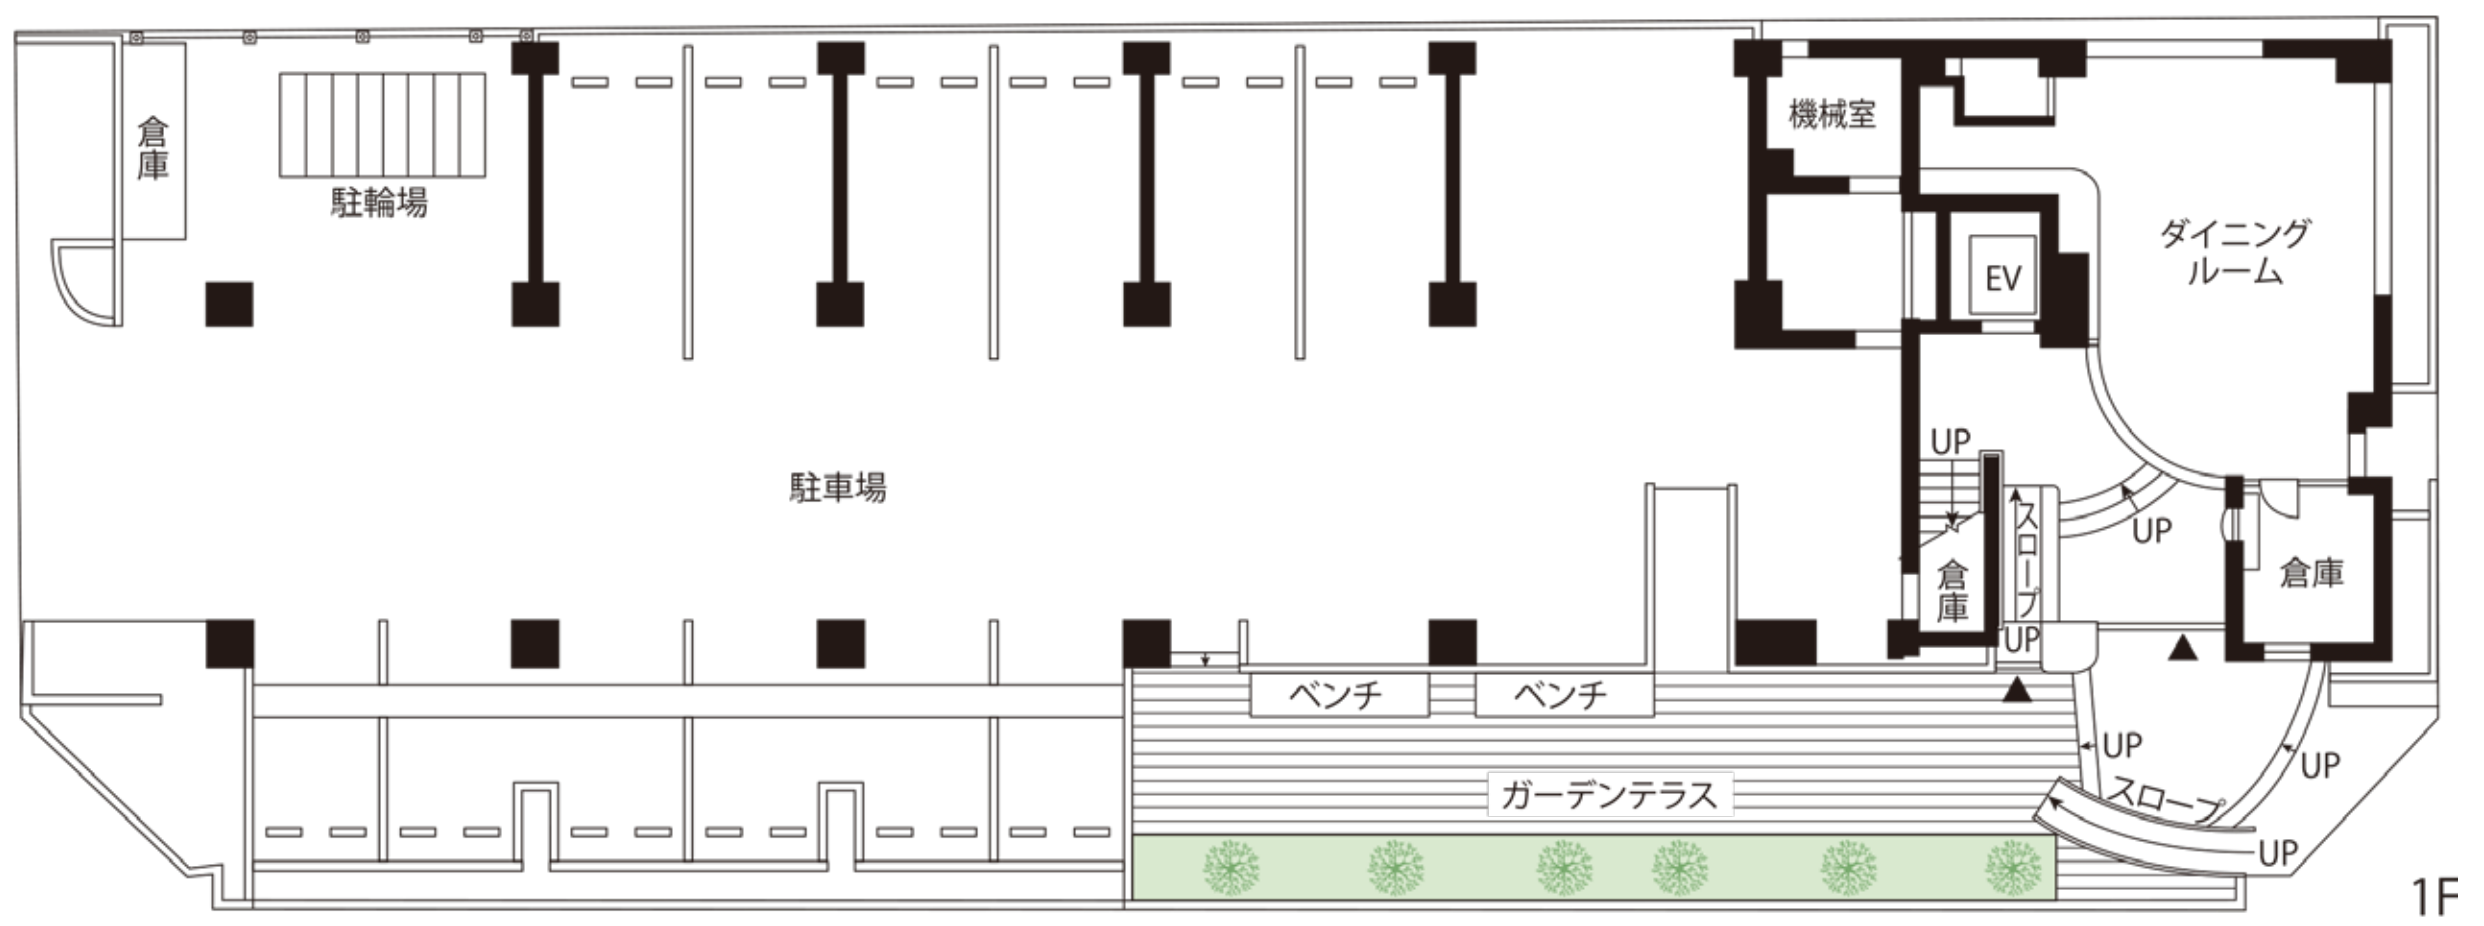 倉庫
駐輪場
機械室
ダイニング
ルーム
EV
駐車場
UP
スロープ
UP
倉庫
倉庫
UP
ベンチ
ベンチ
UP
UP
ガーデンテラス
スロープ
UP
1F